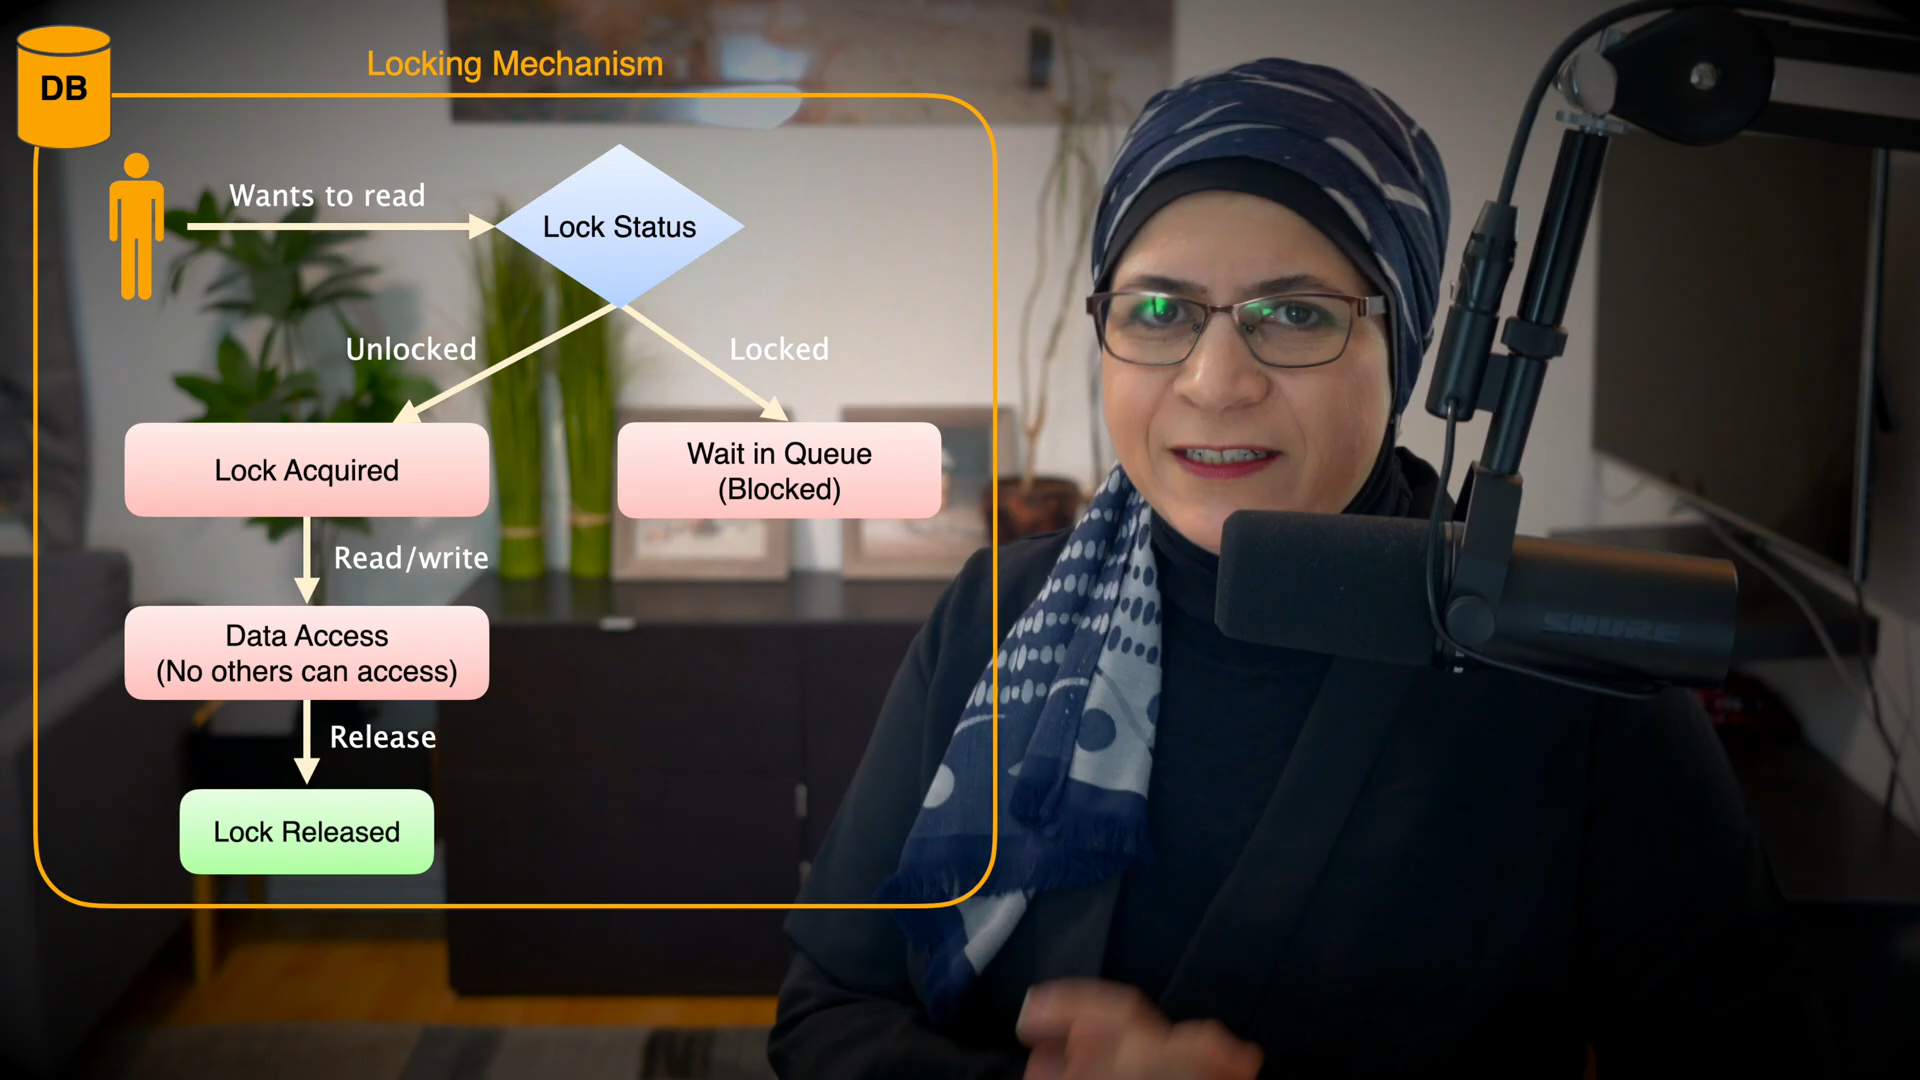 DB
Locking Mechanism
Wants to read
Lock Status
Unlocked
Locked
Lock Acquired
Wait in Queue
(Blocked)
Read/write
Data Access
(No others can access)
Release
Lock Released
SHURE